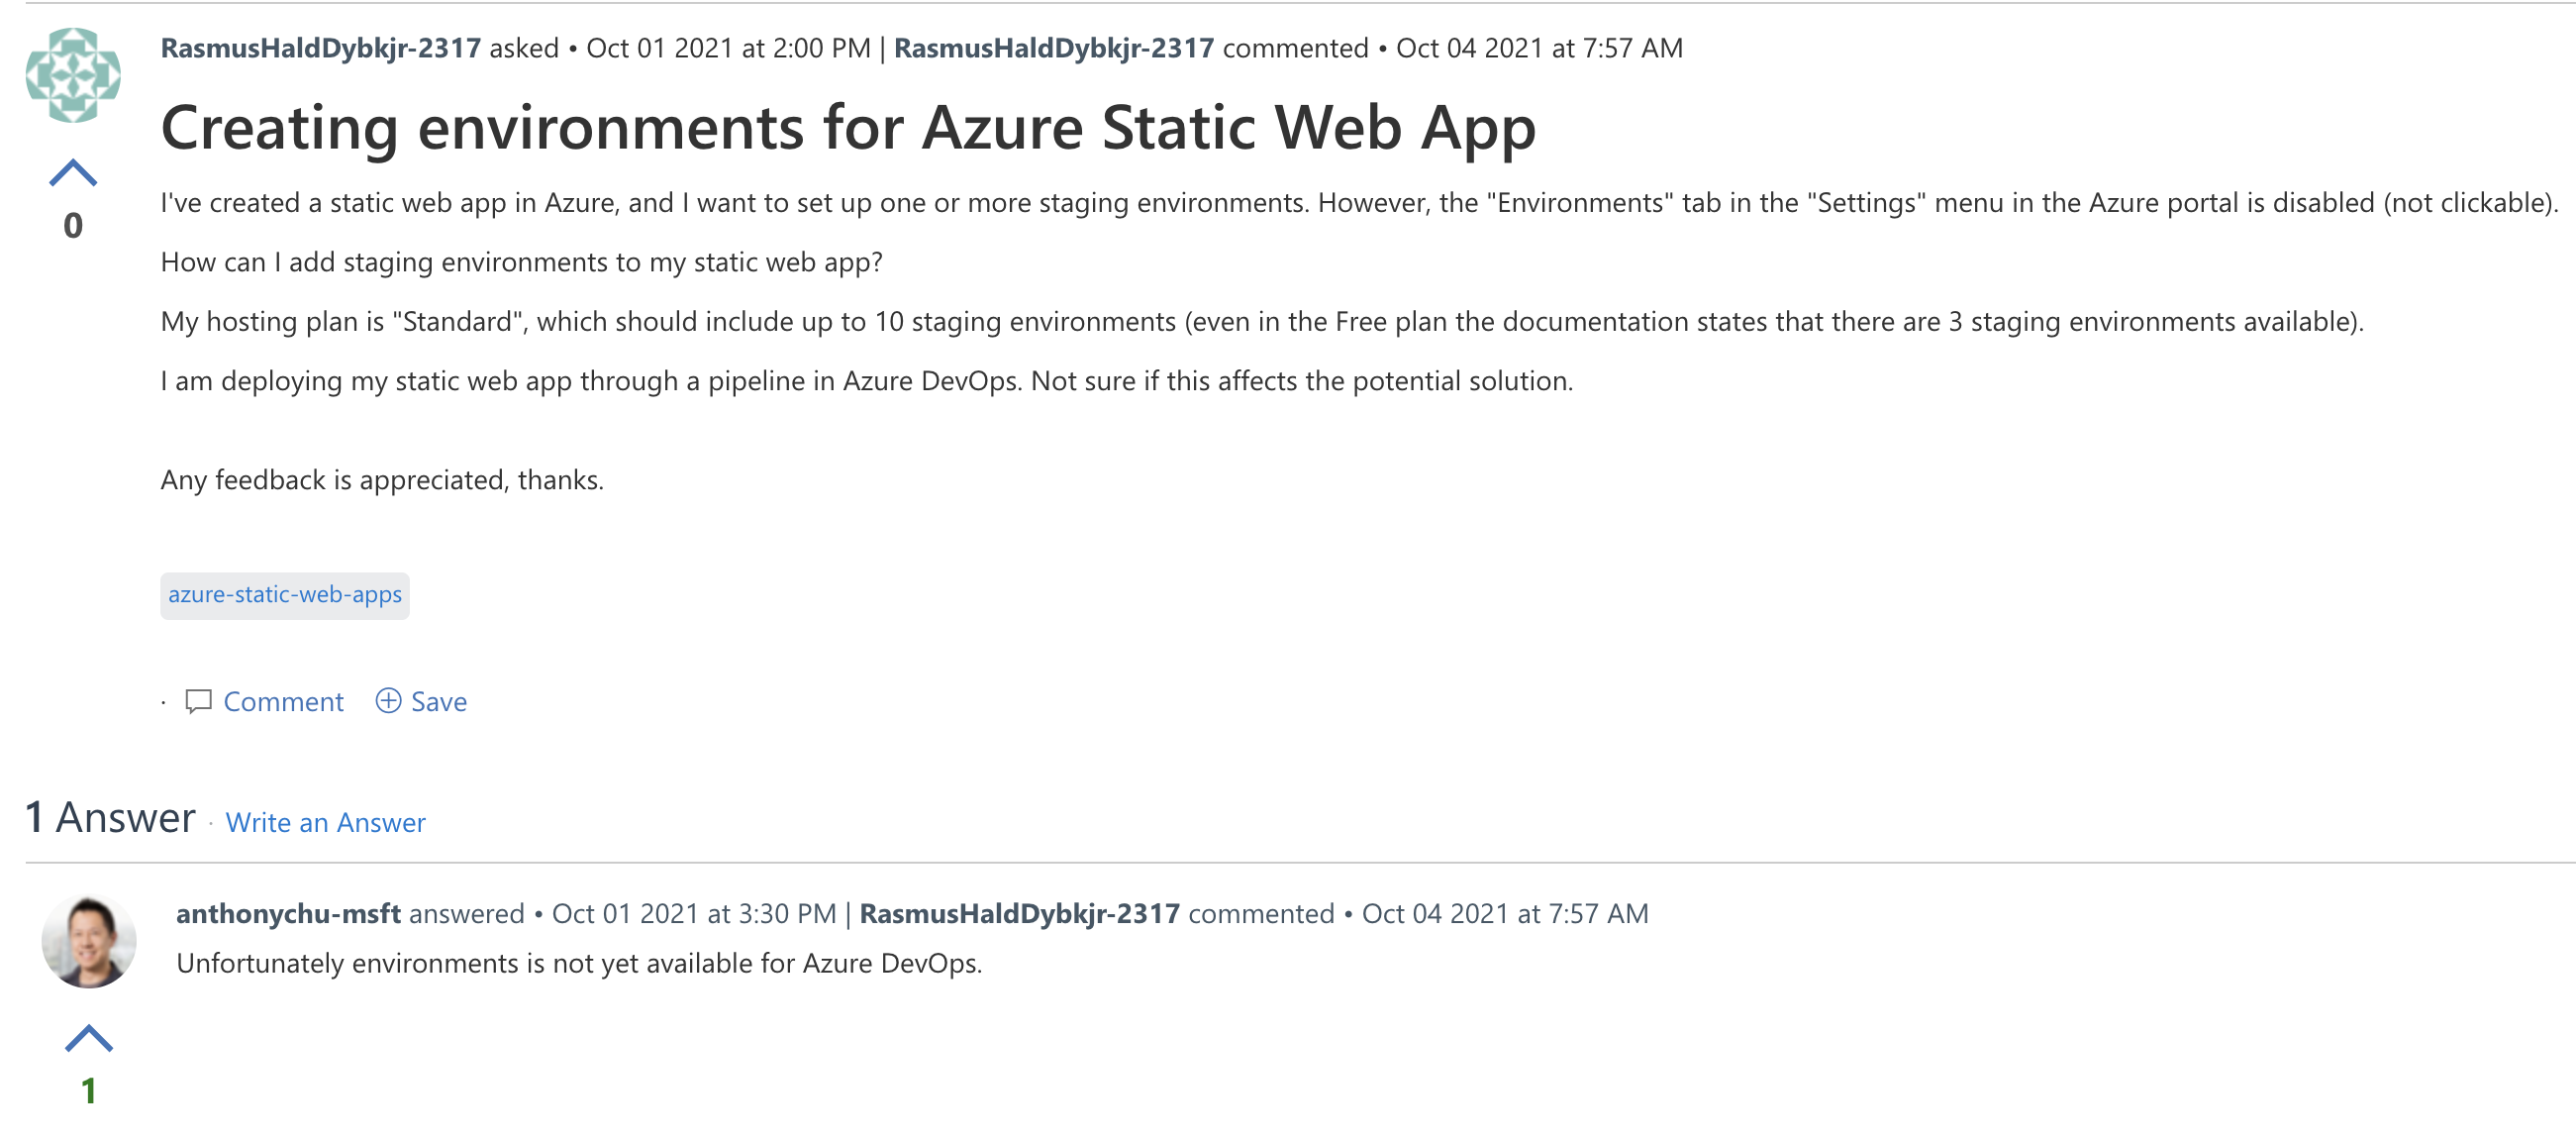 RasmusHaldDybkjr-2317 asked • Oct 01 2021 at 2:00 PM | RasmusHaldDybkjr-2317 commented • Oct 04 2021 at 7:57 AM
Creating environments for Azure Static Web App
0
I've created a static web app in Azure, and I want to set up one or more staging environments. However, the "Environments" tab in the "Settings" menu in the Azure portal is disabled (not clickable).
How can I add staging environments to my static web app?
My hosting plan is "Standard", which should include up to 10 staging environments (even in the Free plan the documentation states that there are 3 staging environments available).
I am deploying my static web app through a pipeline in Azure DevOps. Not sure if this affects the potential solution.
Any feedback is appreciated, thanks.
azure-static-web-apps
· Comment Save
1 Answer · Write an Answer
anthonychu-msft answered • Oct 01 2021 at 3:30 PM | RasmusHaldDybkjr-2317 commented • Oct 04 2021 at 7:57 AM
Unfortunately environments is not yet available for Azure DevOps.
1